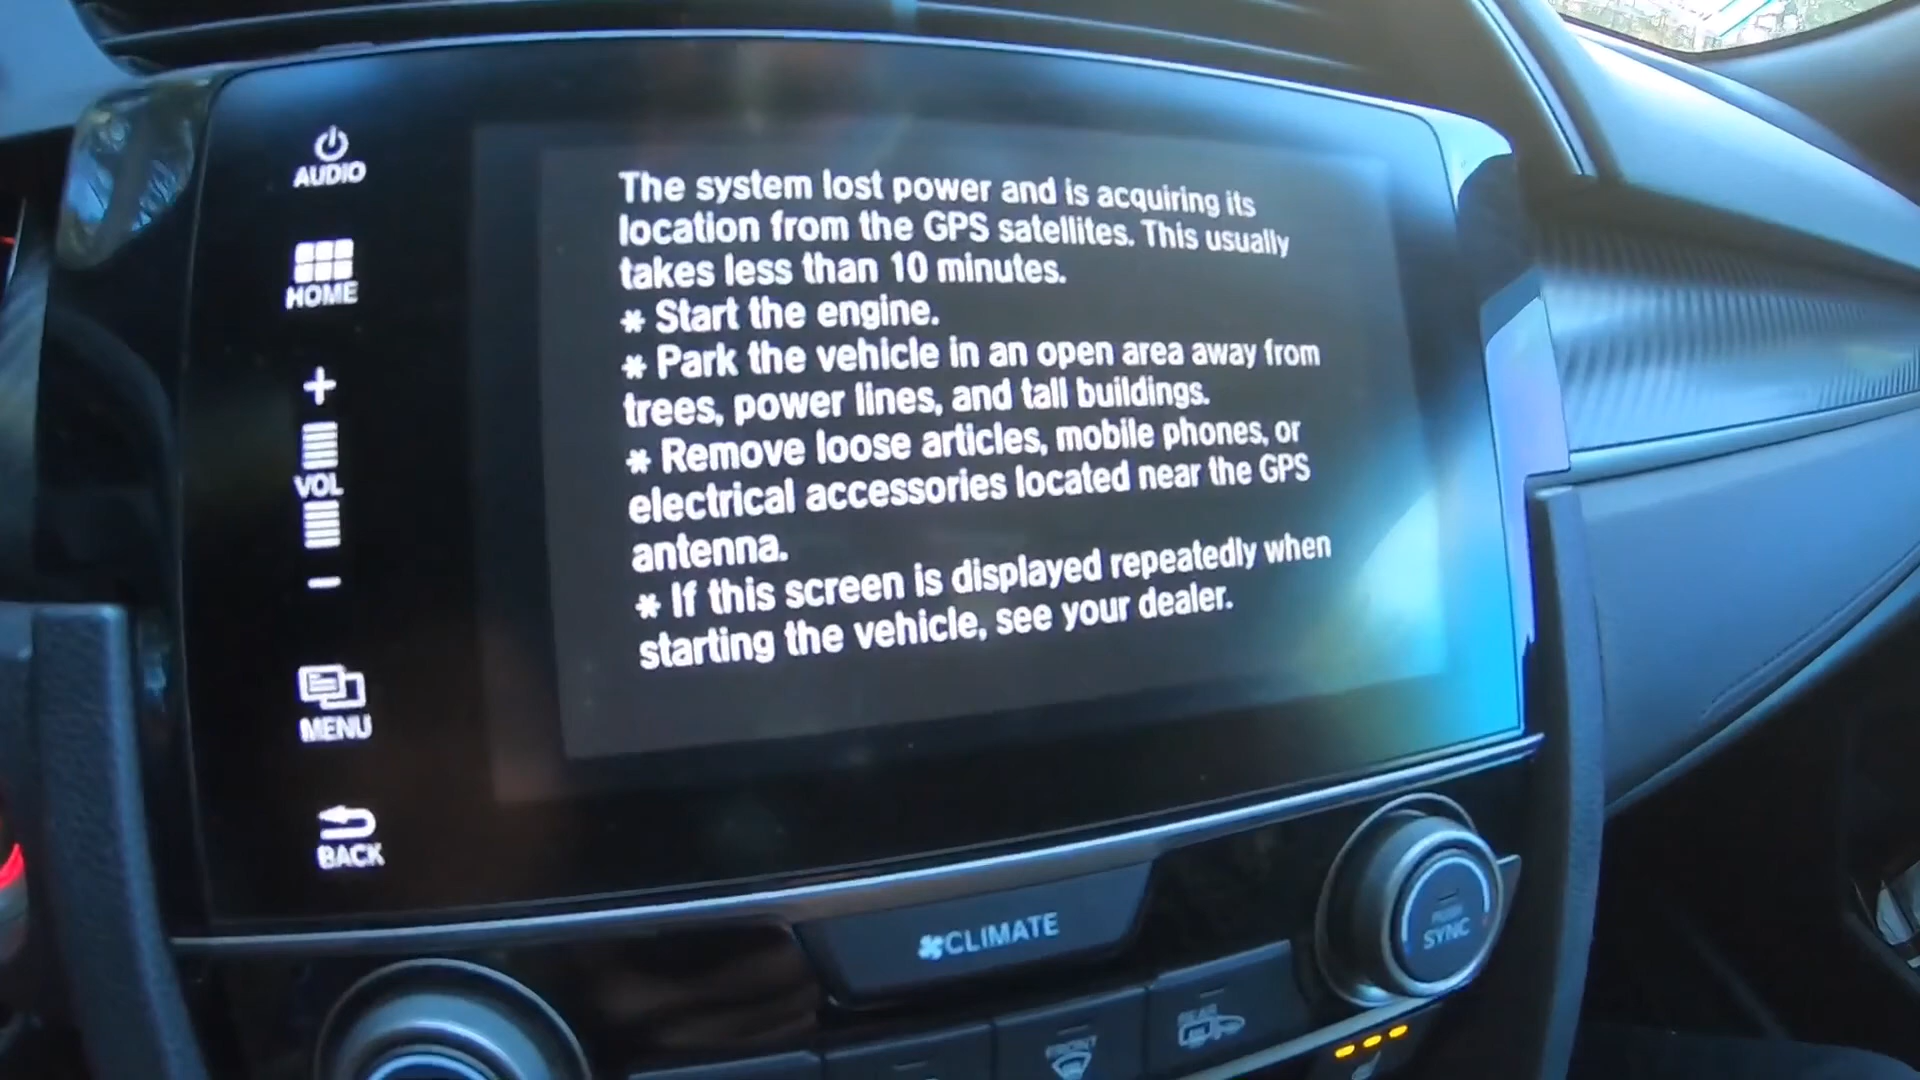 AUDIO
HOME
VOL
MENU
BACK
The system lost power and is acquiring its
location from the GPS satellites. This usually
takes less than 10 minutes.
* Start the engine.
* Park the vehicle in an open area away from
trees, power lines, and tall buildings.
* Remove loose articles, mobile phones, or
electrical accessories located near the GPS
antenna.
* If this screen is displayed repeatedly when
starting the vehicle, see your dealer.
CLIMATE
PUSH
SYNC
FRONT
REAR